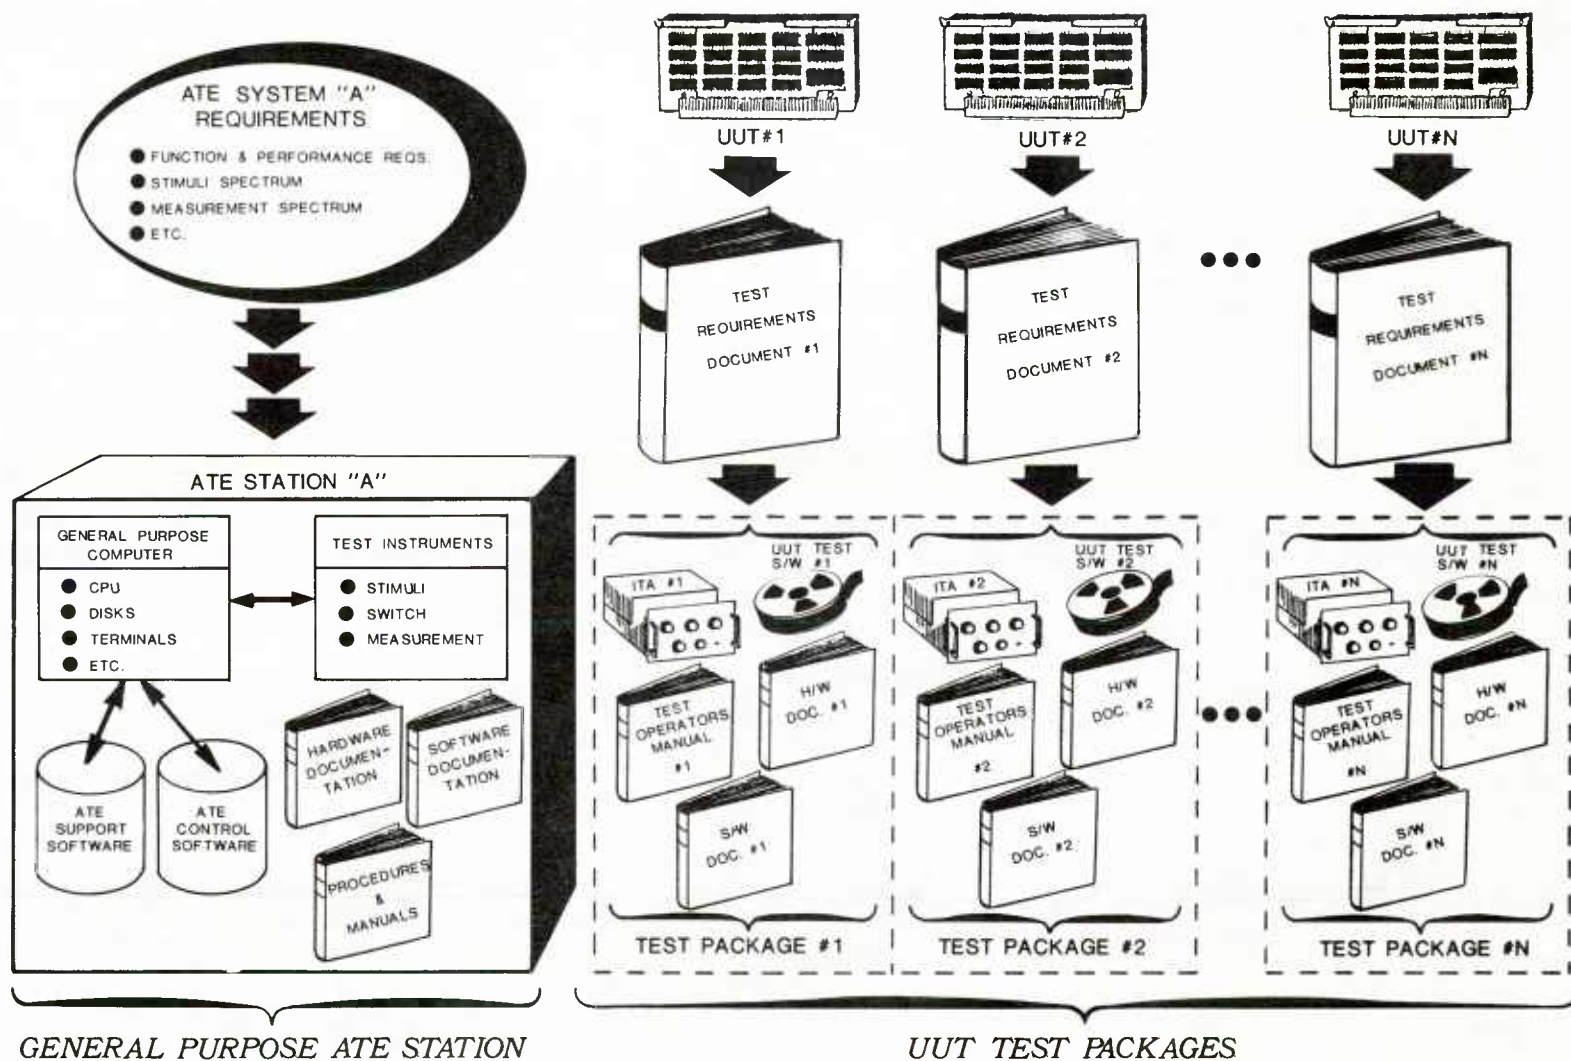 ATE SYSTEM "A"
REQUIREMENTS
● FUNCTION & PERFORMANCE REQS.
● STIMULI SPECTRUM
● MEASUREMENT SPECTRUM
● ETC.
ATE STATION "A"
GENERAL PURPOSE
COMPUTER
● CPU
● DISKS
● TERMINALS
● ETC.
TEST INSTRUMENTS
● STIMULI
● SWITCH
● MEASUREMENT
ATE
SUPPORT
SOFTWARE
ATE
CONTROL
SOFTWARE
HARDWARE
DOCUMEN-
TATION
SOFTWARE
DOCUMEN-
TATION
PROCEDURES
&
MANUALS
GENERAL PURPOSE ATE STATION
UUT#1
TEST
REQUIREMENTS
DOCUMENT #1
ITA #1
UUT TEST
S/W #1
TEST
OPERATORS
MANUAL
#1
H/W
DOC. #1
S/W
DOC. #1
TEST PACKAGE #1
UUT#2
TEST
REQUIREMENTS
DOCUMENT #2
ITA #2
UUT TEST
S/W #2
TEST
OPERATORS
MANUAL
#2
H/W
DOC. #2
S/W
DOC. #2
TEST PACKAGE #2
UUT#N
TEST
REQUIREMENTS
DOCUMENT #N
ITA #N
UUT TEST
S/W #N
TEST
OPERATORS
MANUAL
#N
H/W
DOC. #N
S/W
DOC. #N
TEST PACKAGE #N
UUT TEST PACKAGES